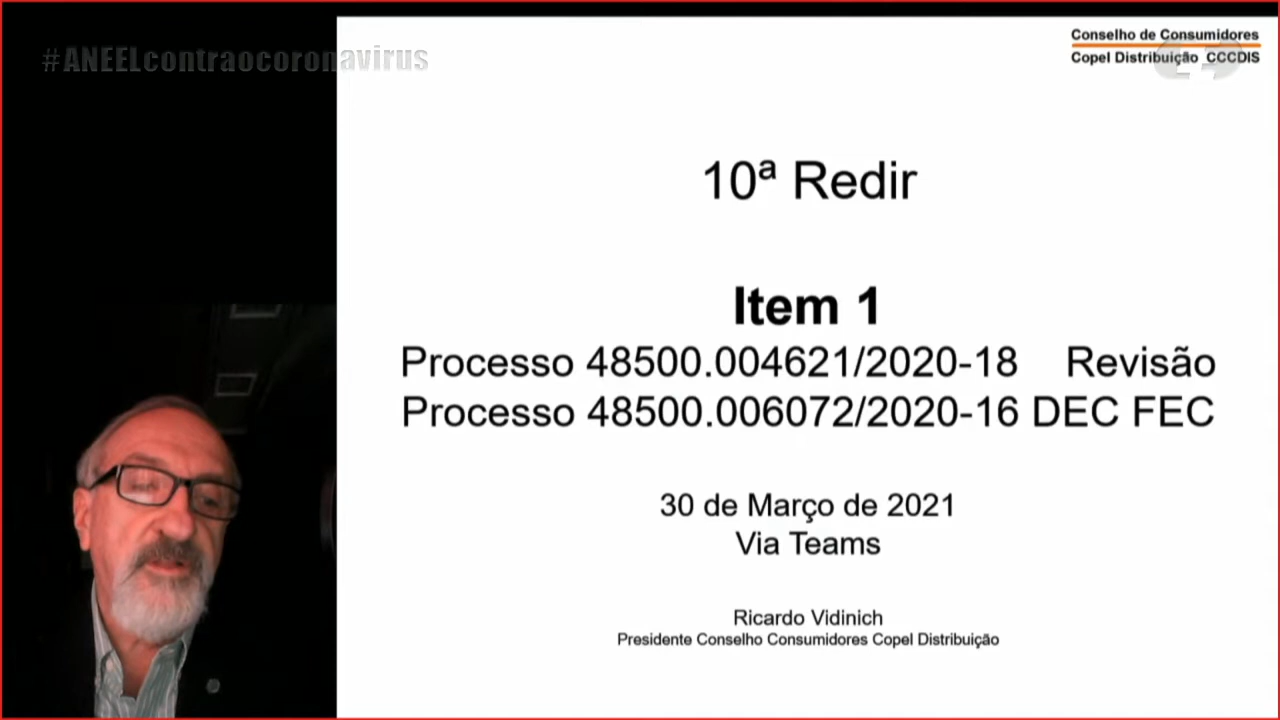 #ANEELcontraocoronavirus
Conselho de Consumidores
Copel Distribuição CCCDIS
10ª Redir
Item 1
Processo 48500.004621/2020-18 Revisão
Processo 48500.006072/2020-16 DEC FEC
30 de Março de 2021
Via Teams
Ricardo Vidinich
Presidente Conselho Consumidores Copel Distribuição